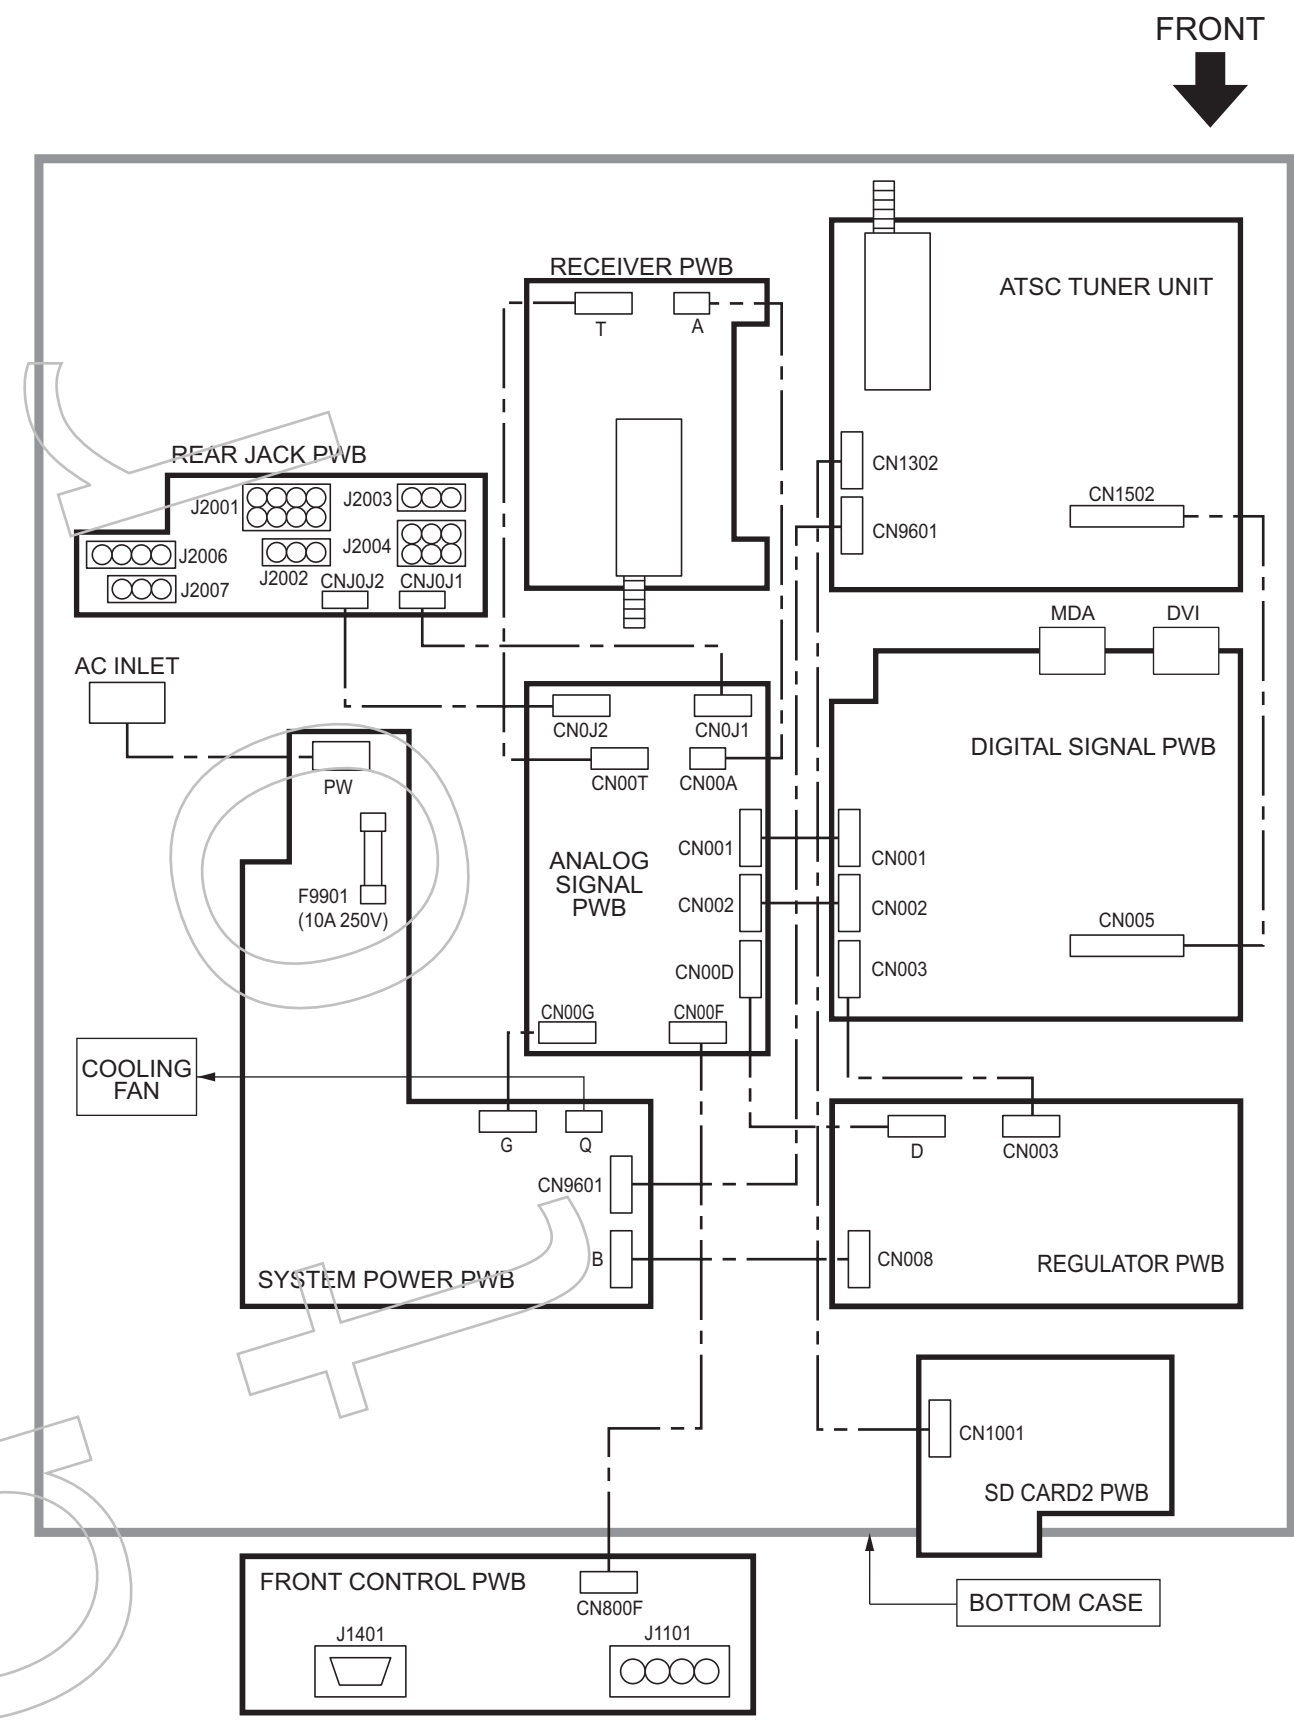 FRONT
RECEIVER PWB
T
A
ATSC TUNER UNIT
CN1302
CN9601
CN1502
REAR JACK PWB
J2001
J2003
J2004
J2006
J2002
J2007
CNJ0J2
CNJ0J1
AC INLET
MDA
DVI
CN0J2
CN0J1
CN00T
CN00A
DIGITAL SIGNAL PWB
PW
F9901
(10A 250V)
ANALOG
SIGNAL
PWB
CN001
CN002
CN00D
CN001
CN002
CN003
CN005
CN00G
CN00F
COOLING
FAN
G
Q
CN9601
B
SYSTEM POWER PWB
D
CN003
CN008
REGULATOR PWB
CN1001
SD CARD2 PWB
FRONT CONTROL PWB
CN800F
J1401
J1101
BOTTOM CASE